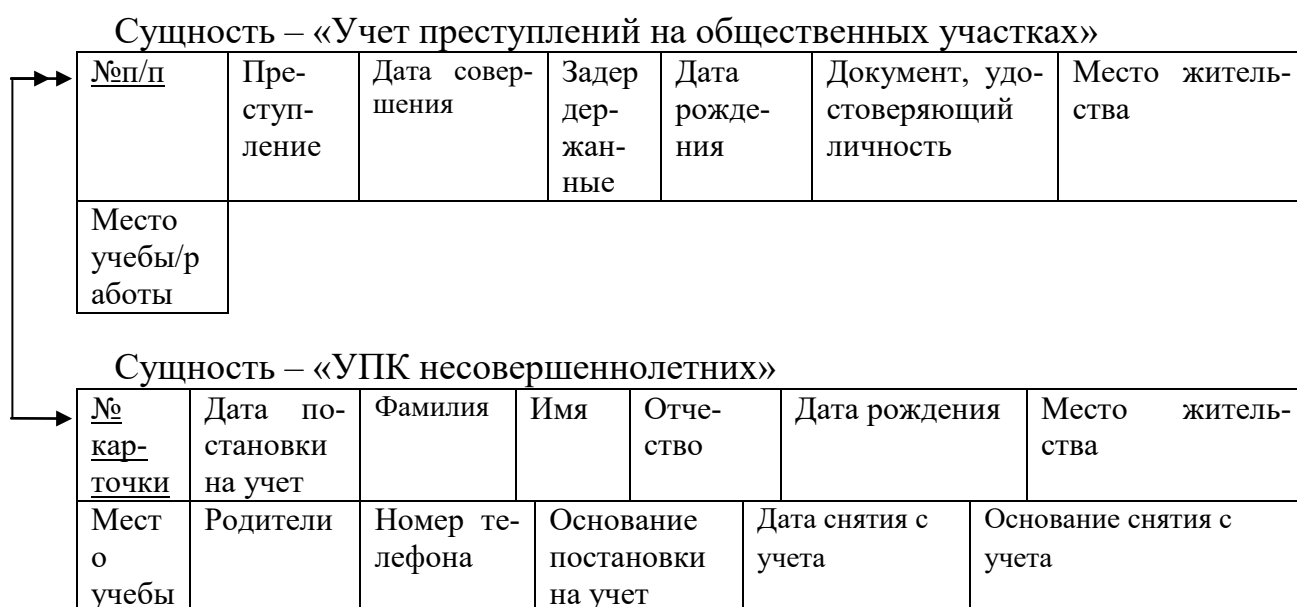 Сущность – «Учет преступлений на общественных участках»
№п/п
Пре-
ступ-
ление
Дата совер-
шения
Задер
дер-
жан-
ные
Дата
рожде-
ния
Документ, удо-
стоверяющий
личность
Место житель-
ства
Место
учебы/р
аботы
Сущность – «УПК несовершеннолетних»
№
кар-
точки
Дата по-
становки
на учет
Фамилия
Имя
Отче-
ство
Дата рождения
Место житель-
ства
Мест
о
учебы
Родители
Номер те-
лефона
Основание
постановки
на учет
Дата снятия с
учета
Основание снятия с
учета